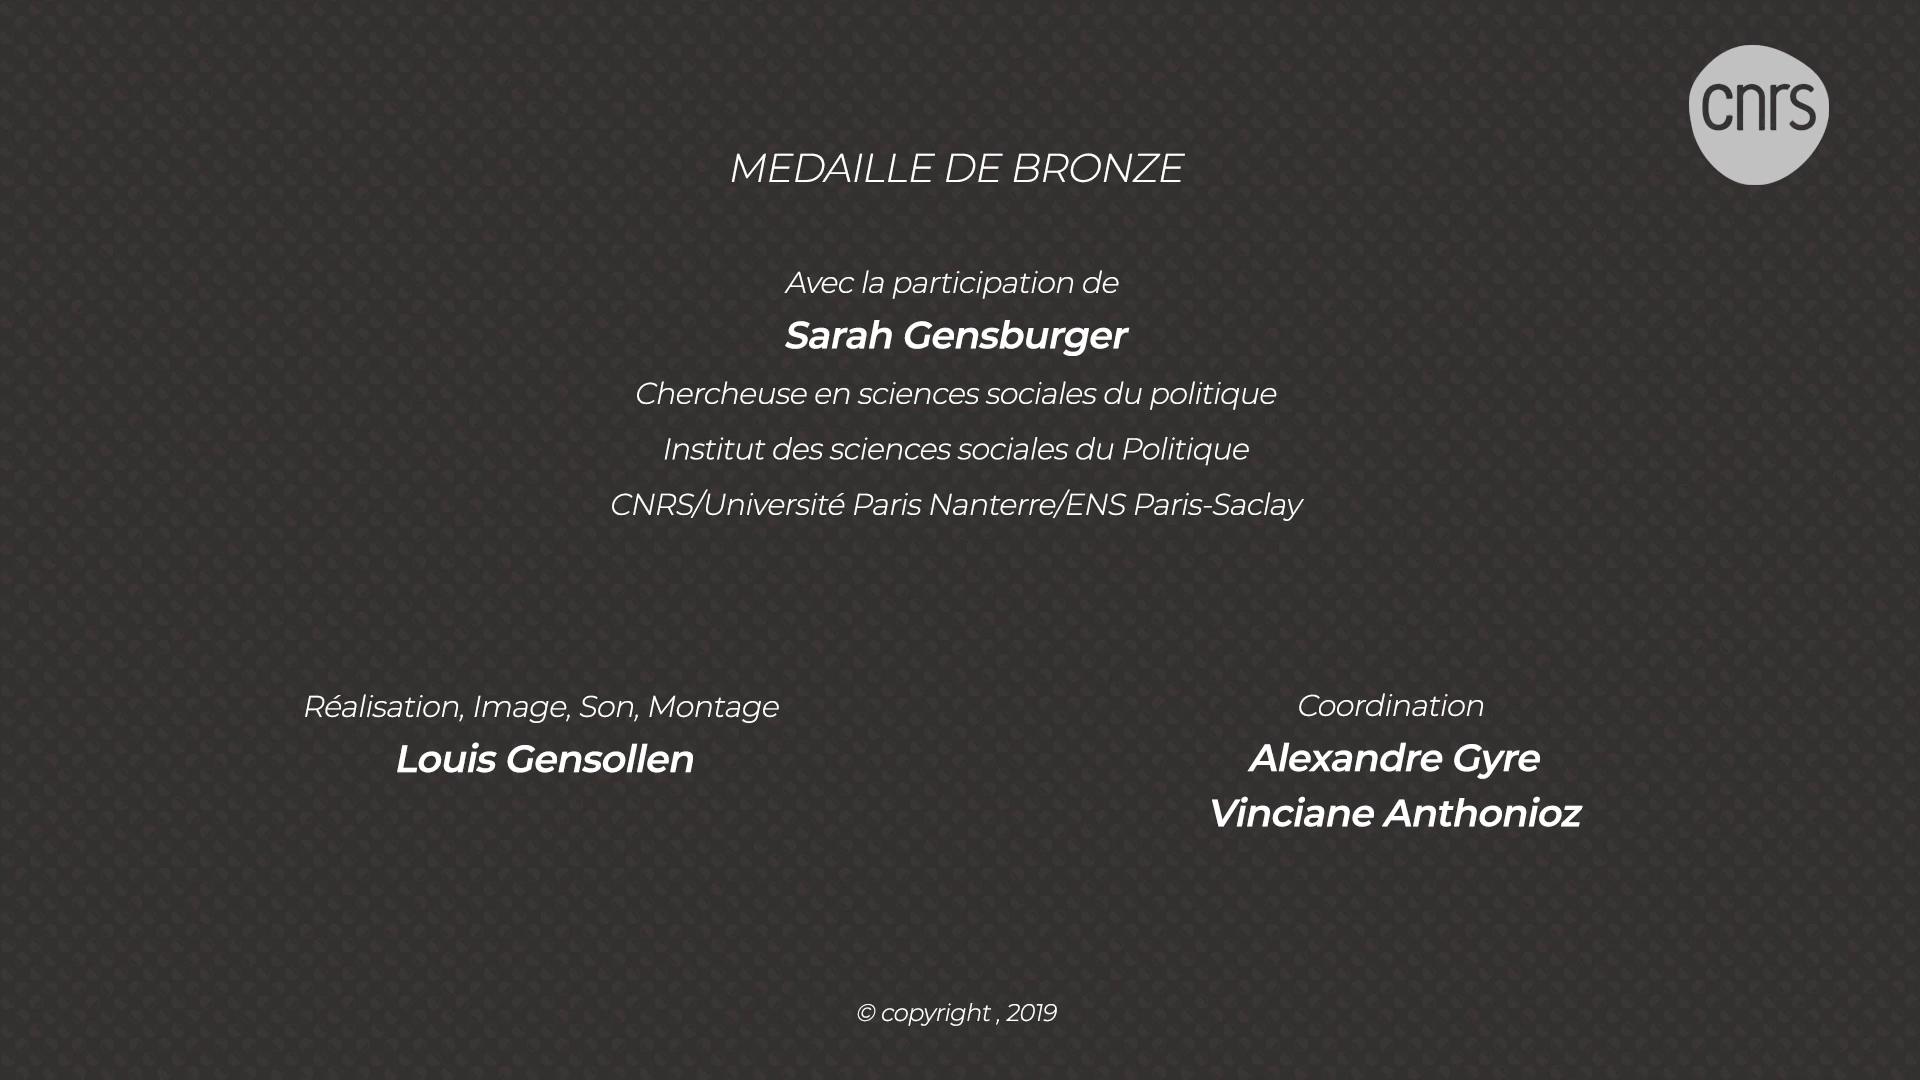 cnrs
MEDAILLE DE BRONZE
Avec la participation de
Sarah Gensburger
Chercheuse en sciences sociales du politique
Institut des sciences sociales du Politique
CNRS/Université Paris Nanterre/ENS Paris-Saclay
Réalisation, Image, Son, Montage
Louis Gensollen
Coordination
Alexandre Gyre
Vinciane Anthonioz
© copyright , 2019